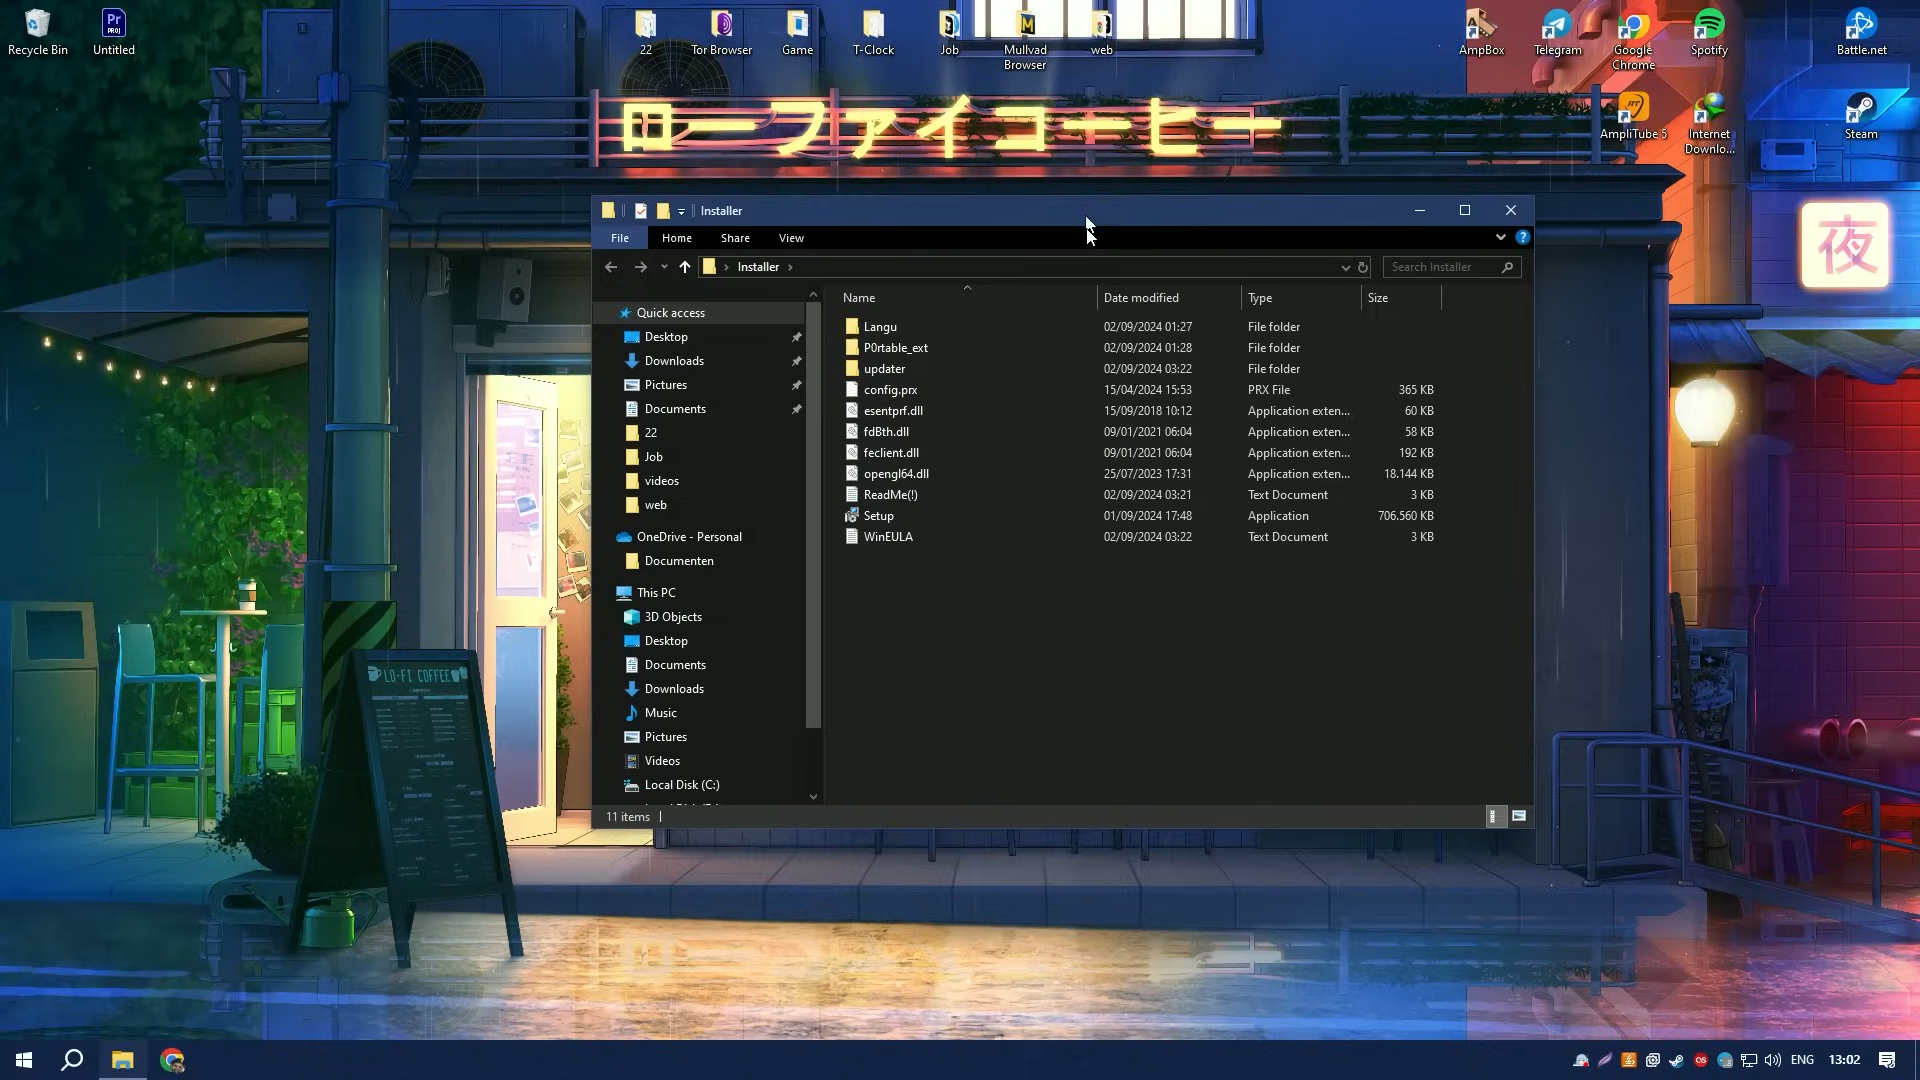 Recycle Bin
Untitled
22
Tor Browser
Game
T-Clock
Job
Mullvad
Browser
web
AmpBox
Telegram
Google
Chrome
Spotify
Battle.net
AmpliTube 5
Internet
Downlo...
Steam
ローファイコーヒー
夜
Installer
File
Home
Share
View
Installer
Search Installer
Name
Date modified
Type
Size
Quick access
Desktop
Downloads
Pictures
Documents
22
Job
videos
web
OneDrive - Personal
Documenten
This PC
3D Objects
Desktop
Documents
Downloads
Music
Pictures
Videos
Local Disk (C:)
Langu 02/09/2024 01:27 File folder
P0rtable_ext 02/09/2024 01:28 File folder
updater 02/09/2024 03:22 File folder
config.prx 15/04/2024 15:53 PRX File 365 KB
esentprf.dll 15/09/2018 10:12 Application exten... 60 KB
fdBth.dll 09/01/2021 06:04 Application exten... 58 KB
feclient.dll 09/01/2021 06:04 Application exten... 192 KB
opengl64.dll 25/07/2023 17:31 Application exten... 18.144 KB
ReadMe(!) 02/09/2024 03:21 Text Document 3 KB
Setup 01/09/2024 17:48 Application 706.560 KB
WinEULA 02/09/2024 03:22 Text Document 3 KB
11 items
LO-FI COFFEE
ENG
13:02